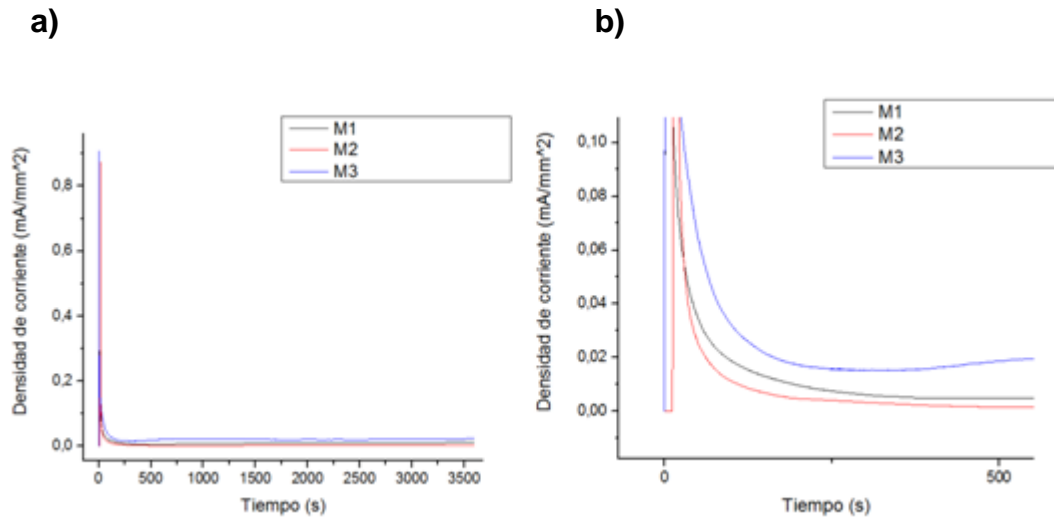 a)
M1
M2
M3
Densidad de corriente (mA/mm^2)
0,8
0,6
0,4
0,2
0,0
0 500 1000 1500 2000 2500 3000 3500
Tiempo (s)
b)
M1
M2
M3
Densidad de corriente (mA/mm^2)
0,10
0,08
0,06
0,04
0,02
0,00
0 500
Tiempo (s)